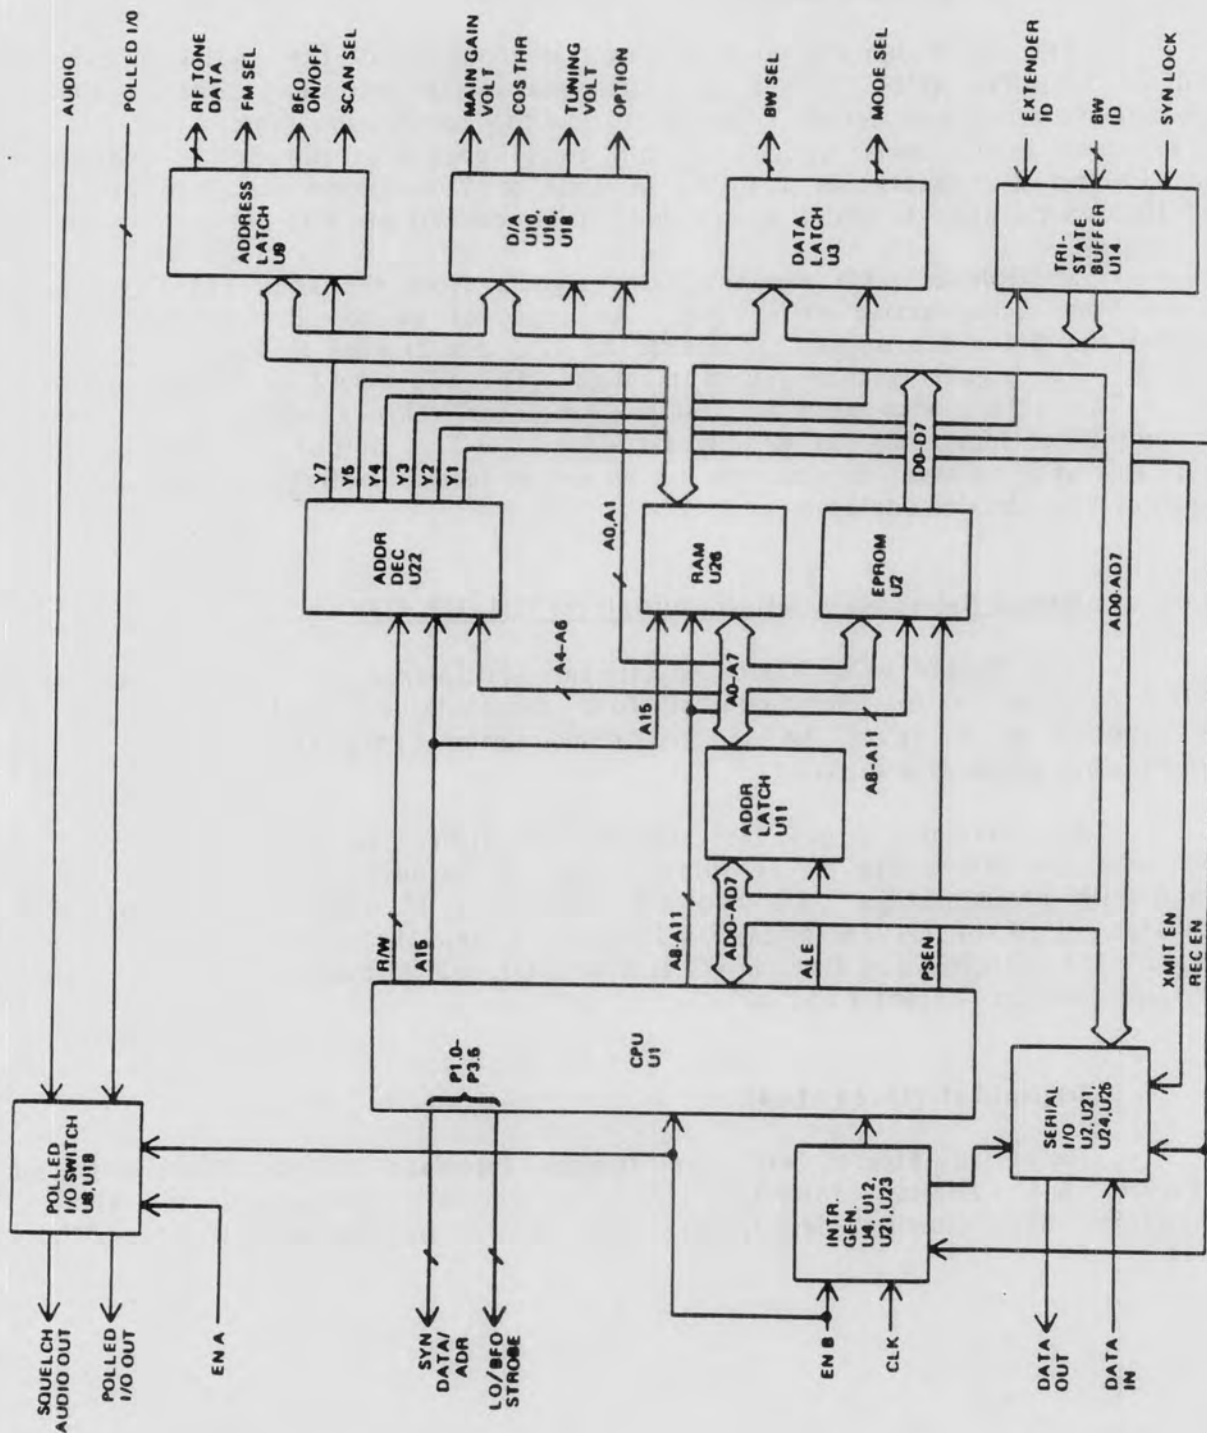 SQUELCH
AUDIO OUT
POLLED
I/O OUT
EN A
SYN
DATA/
ADR
LO/BFO
STROBE
EN B
CLK
DATA
OUT
DATA
IN
POLLED
I/O SWITCH
U8, U18
P1.0–
P3.6
CPU
U1
INTR.
GEN.
U4, U12,
U21, U23
SERIAL
I/O
U2, U21,
U24, U25
R/W
A15
A8-A11
AD0–AD7
ALE
PSEN
XMIT EN
REC EN
ADDR
LATCH
U11
A4–A6
A15
A0–A7
A8–A11
ADDR
DEC
U22
Y7
Y5
Y4
Y3
Y2
Y1
A0, A1
RAM
U26
EPROM
U2
D0–D7
AD0–AD7
ADDRESS
LATCH
U9
D/A
U10,
U16,
U18
DATA
LATCH
U3
TRI-
STATE
BUFFER
U14
AUDIO
POLLED I/O
RF TONE
DATA
FM SEL
BFO
ON/OFF
SCAN SEL
MAIN GAIN
VOLT
COS THR
TUNING
VOLT
OPTION
BW SEL
MODE SEL
EXTENDER
ID
BW
ID
SYN LOCK